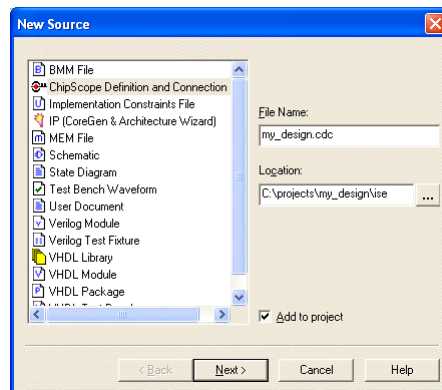 New Source
BMM File
ChipScope Definition and Connection
Implementation Constraints File
IP (CoreGen & Architecture Wizard)
MEM File
Schematic
State Diagram
Test Bench Waveform
User Document
Verilog Module
Verilog Test Fixture
VHDL Library
VHDL Module
VHDL Package
File Name:
my_design.cdc
Location:
C:\projects\my_design\ise
...
Add to project
< Back
Next >
Cancel
Help